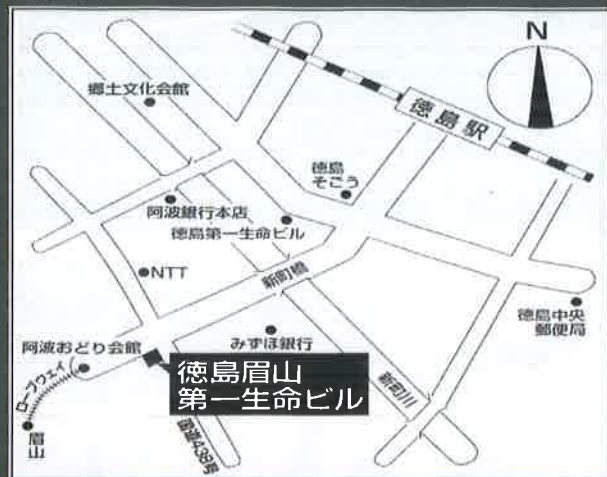 N
郷土文化会館
徳島駅
徳島
そごう
阿波銀行本店
徳島第一生命ビル
新町橋
NTT
徳島中央
郵便局
みずほ銀行
阿波おどり会館
徳島眉山
第一生命ビル
ロープウェイ
新町川
眉山
国道438号